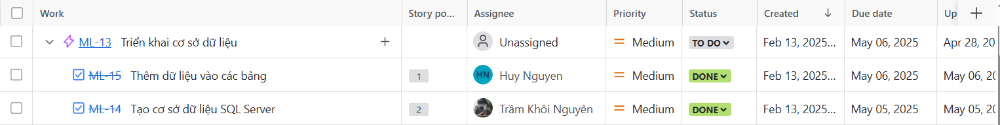 Work Story po... Assignee Priority Status Created Due date Up
ML-13 Triển khai cơ sở dữ liệu Unassigned Medium TO DO Feb 13, 2025... May 06, 2025 Apr 28, 20
ML-15 Thêm dữ liệu vào các bảng 1 HN Huy Nguyen Medium DONE Feb 13, 2025... May 06, 2025 May 06, 20
ML-14 Tạo cơ sở dữ liệu SQL Server 2 Trầm Khôi Nguyên Medium DONE Feb 13, 2025... May 05, 2025 May 05, 20